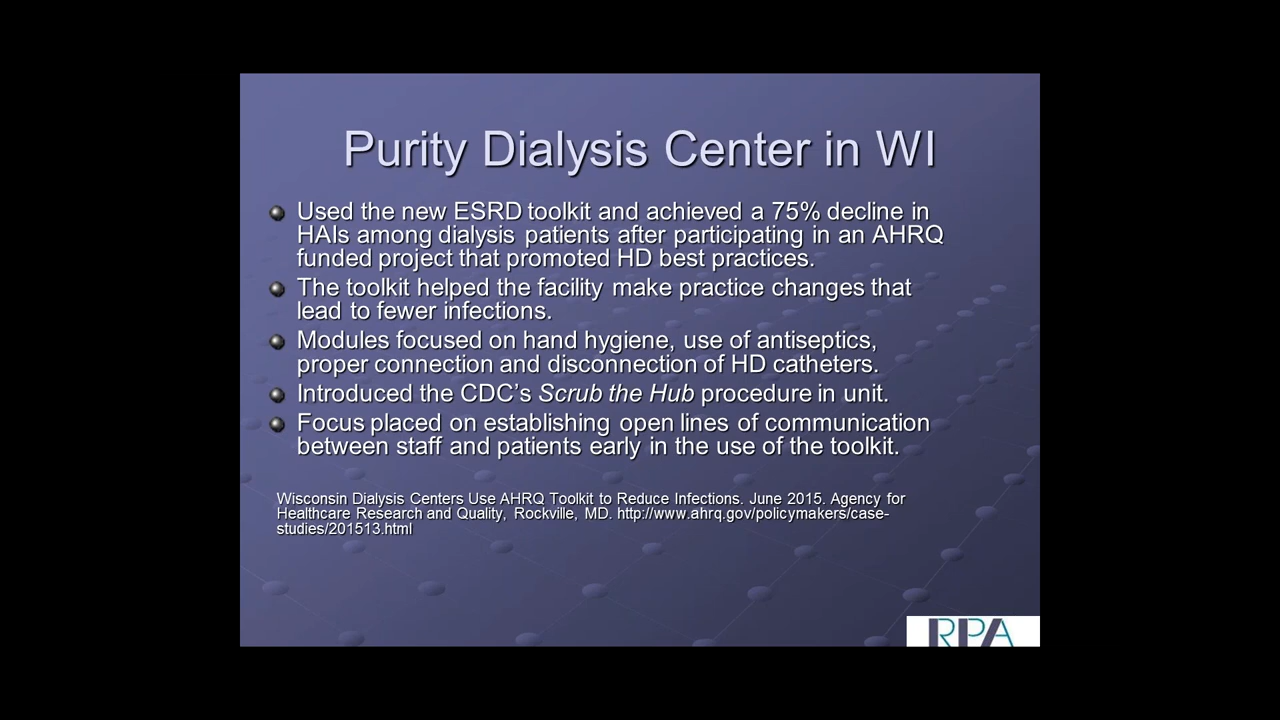 Purity Dialysis Center in WI
Used the new ESRD toolkit and achieved a 75% decline in
HAIs among dialysis patients after participating in an AHRQ
funded project that promoted HD best practices.
The toolkit helped the facility make practice changes that
lead to fewer infections.
Modules focused on hand hygiene, use of antiseptics,
proper connection and disconnection of HD catheters.
Introduced the CDC’s Scrub the Hub procedure in unit.
Focus placed on establishing open lines of communication
between staff and patients early in the use of the toolkit.
Wisconsin Dialysis Centers Use AHRQ Toolkit to Reduce Infections. June 2015. Agency for
Healthcare Research and Quality, Rockville, MD. http://www.ahrq.gov/policymakers/case-
studies/201513.html
RPA